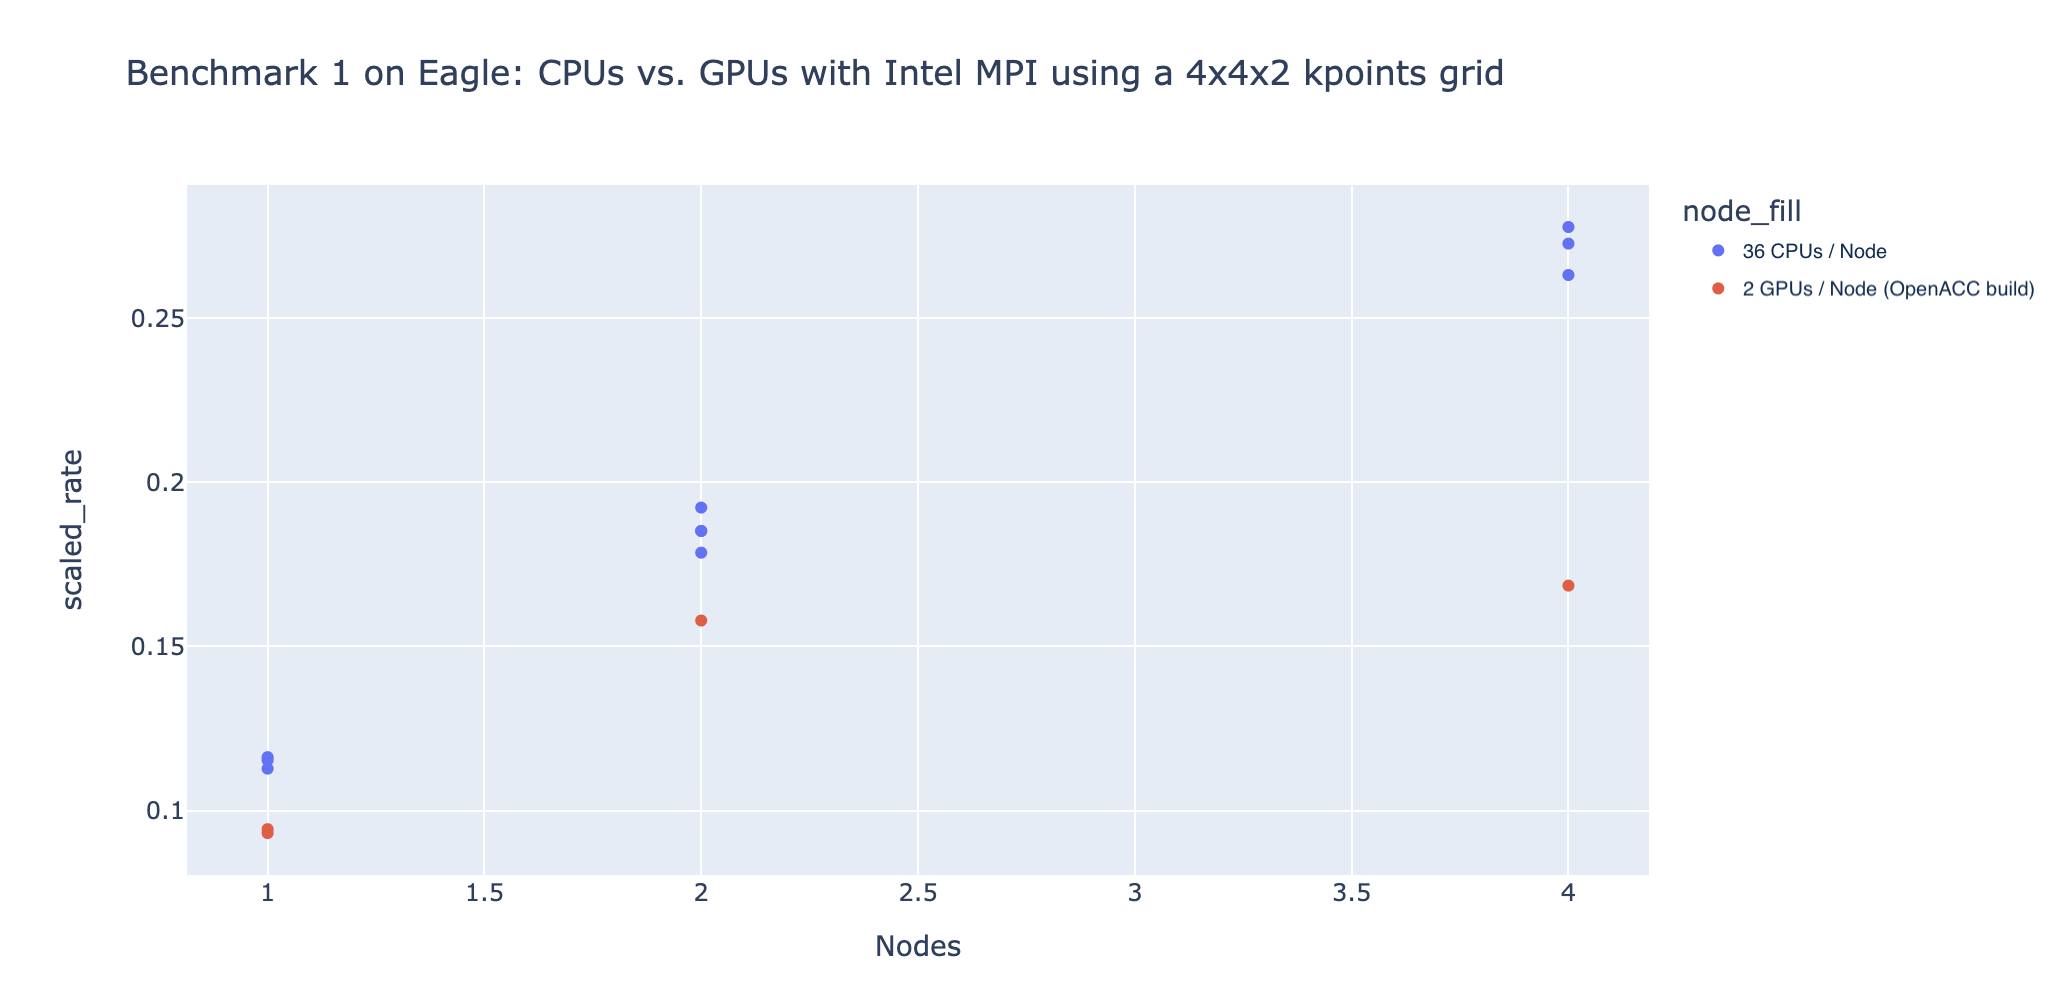 Benchmark 1 on Eagle: CPUs vs. GPUs with Intel MPI using a 4x4x2 kpoints grid
node_fill
36 CPUs / Node
2 GPUs / Node (OpenACC build)
scaled_rate
0.25
0.2
0.15
0.1
1
1.5
2
2.5
3
3.5
4
Nodes